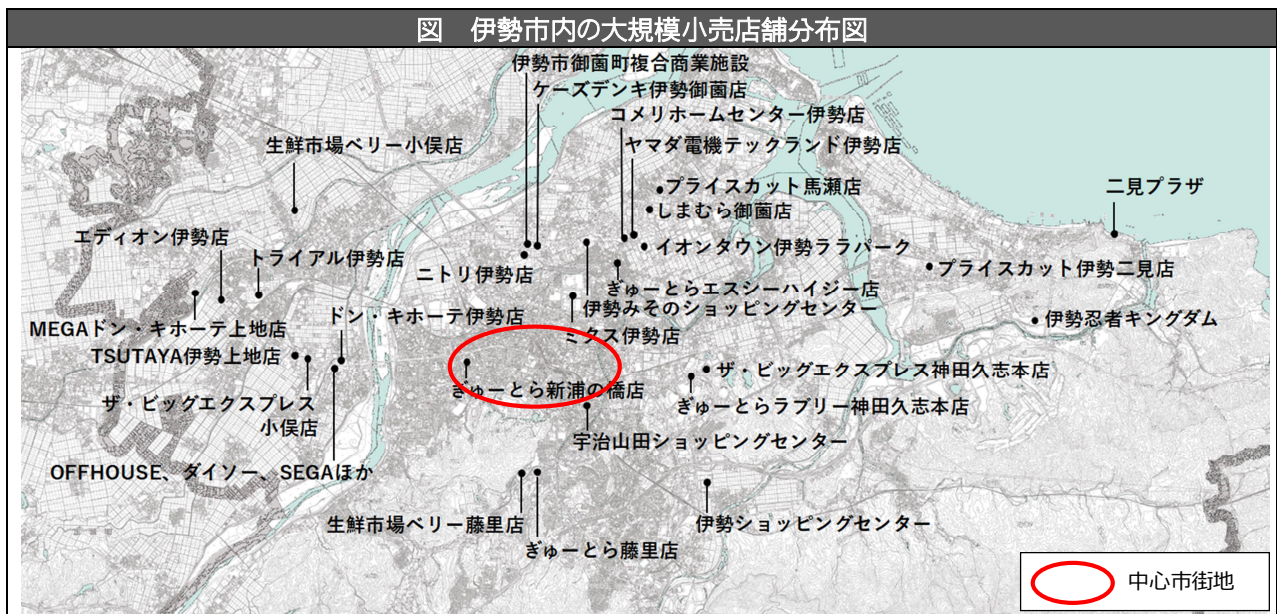 図　伊勢市内の大規模小売店舗分布図
伊勢市御薗町複合商業施設
ケーズデンキ伊勢御薗店
コメリホームセンター伊勢店
生鮮市場ベリー小俣店
ヤマダ電機テックランド伊勢店
プライスカット馬瀬店
二見プラザ
しまむら御薗店
エディオン伊勢店
トライアル伊勢店
イオンタウン伊勢ララパーク
ニトリ伊勢店
プライスカット伊勢二見店
ぎゅーとらエスシーハイジー店
伊勢みそのショッピングセンター
MEGAドン・キホーテ上地店
ドン・キホーテ伊勢店
伊勢忍者キングダム
ミタス伊勢店
TSUTAYA伊勢上地店
ザ・ビッグエクスプレス神田久志本店
ぎゅーとら新浦の橋店
ザ・ビッグエクスプレス
小俣店
ぎゅーとらラブリー神田久志本店
宇治山田ショッピングセンター
OFFHOUSE、ダイソー、SEGAほか
生鮮市場ベリー藤里店
伊勢ショッピングセンター
ぎゅーとら藤里店
中心市街地